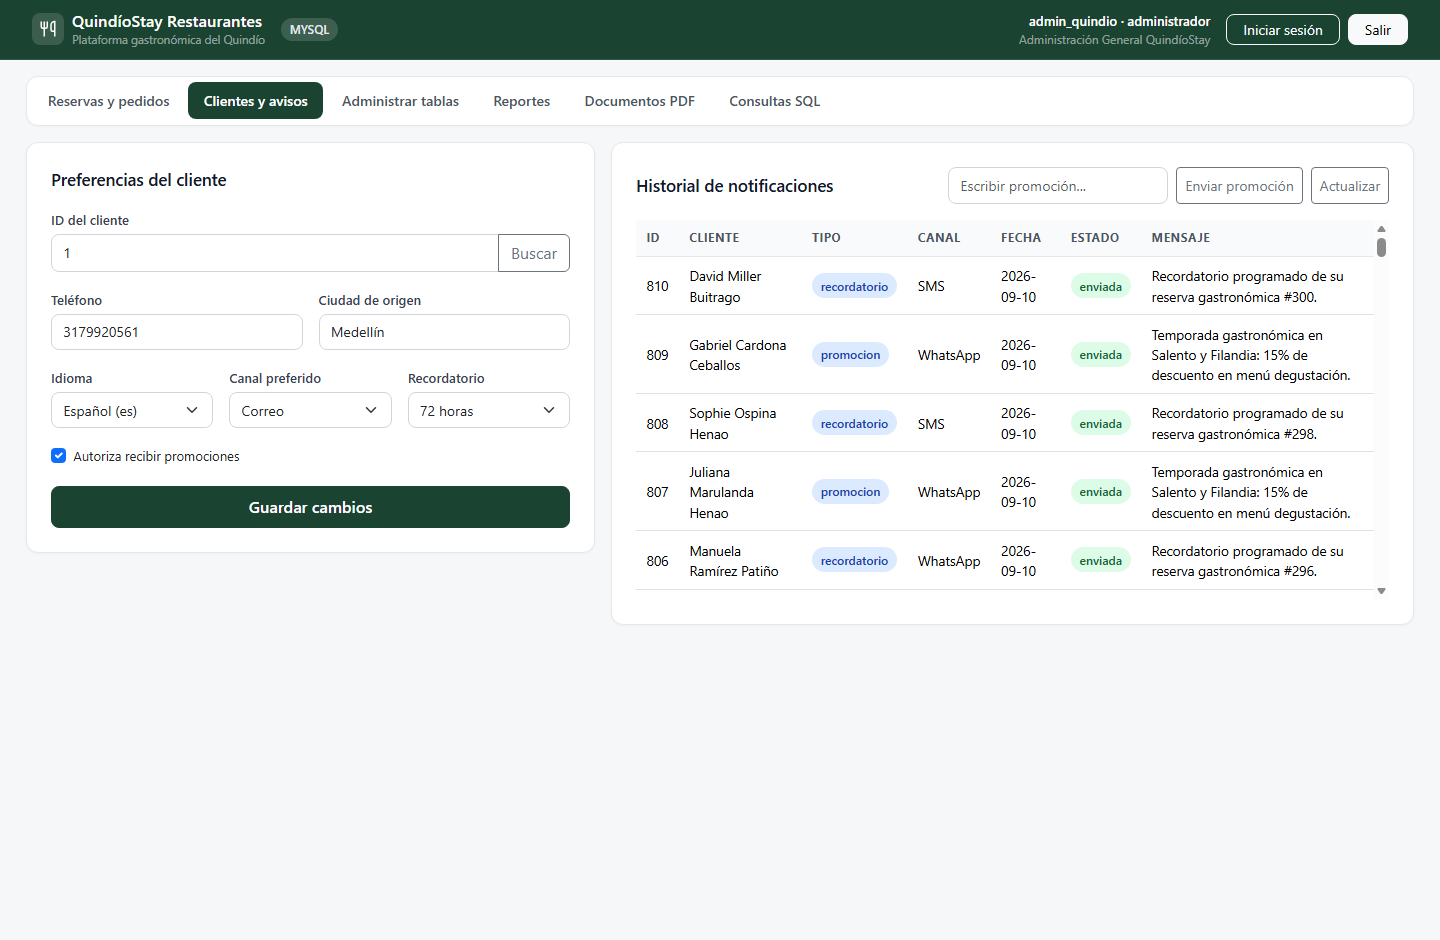 QuindíoStay Restaurantes
Plataforma gastronómica del Quindío
MYSQL
admin_quindio · administrador
Administración General QuindíoStay
Iniciar sesión
Salir
Reservas y pedidos
Clientes y avisos
Administrar tablas
Reportes
Documentos PDF
Consultas SQL
Preferencias del cliente
ID del cliente
1
Buscar
Teléfono
Ciudad de origen
3179920561
Medellín
Idioma
Canal preferido
Recordatorio
Español (es)
Correo
72 horas
Autoriza recibir promociones
Guardar cambios
Historial de notificaciones
Escribir promoción...
Enviar promoción
Actualizar
ID CLIENTE TIPO CANAL FECHA ESTADO MENSAJE
810
David Miller
Buitrago
recordatorio
SMS
2026-
09-10
enviada
Recordatorio programado de su
reserva gastronómica #300.
809
Gabriel Cardona
Ceballos
promocion
WhatsApp
2026-
09-10
enviada
Temporada gastronómica en
Salento y Filandia: 15% de
descuento en menú degustación.
808
Sophie Ospina
Henao
recordatorio
SMS
2026-
09-10
enviada
Recordatorio programado de su
reserva gastronómica #298.
807
Juliana
Marulanda
Henao
promocion
WhatsApp
2026-
09-10
enviada
Temporada gastronómica en
Salento y Filandia: 15% de
descuento en menú degustación.
806
Manuela
Ramírez Patiño
recordatorio
WhatsApp
2026-
09-10
enviada
Recordatorio programado de su
reserva gastronómica #296.